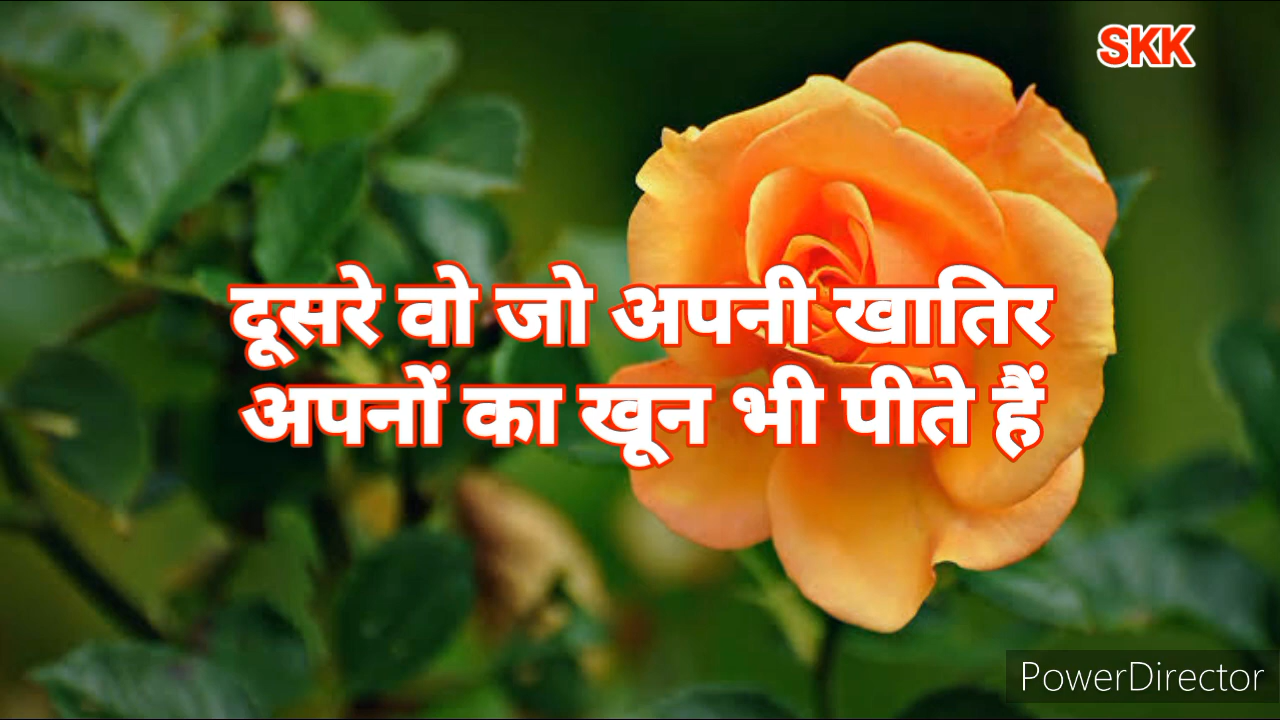 SKK
दूसरे वो जो अपनी खातिर
अपनों का खून भी पीते हैं
PowerDirector